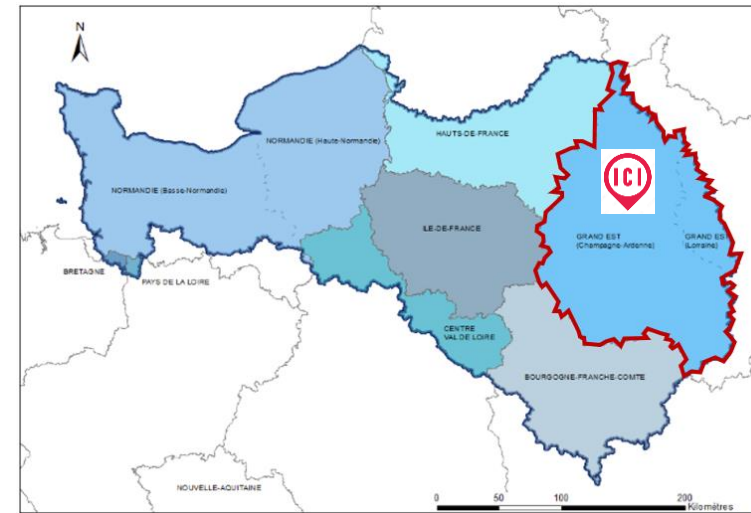 N
HAUTS-DE-FRANCE
NORMANDIE (Haute-Normandie)
ICI
NORMANDIE (Basse-Normandie)
ILE-DE-FRANCE
GRAND EST
(Champagne-Ardenne)
GRAND EST
(Lorraine)
BRETAGNE
PAYS DE LA LOIRE
CENTRE
VAL DE LOIRE
BOURGOGNE-FRANCHE-COMTE
NOUVELLE-AQUITAINE
0 50 100 200
Kilomètres